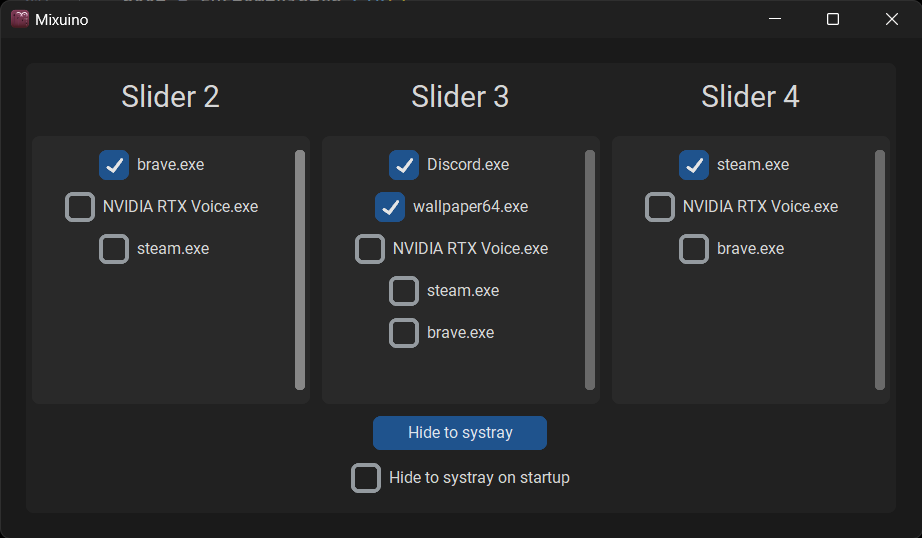 Mixuino
Slider 2
Slider 3
Slider 4
brave.exe
NVIDIA RTX Voice.exe
steam.exe
Discord.exe
wallpaper64.exe
NVIDIA RTX Voice.exe
steam.exe
brave.exe
steam.exe
NVIDIA RTX Voice.exe
brave.exe
Hide to systray
Hide to systray on startup